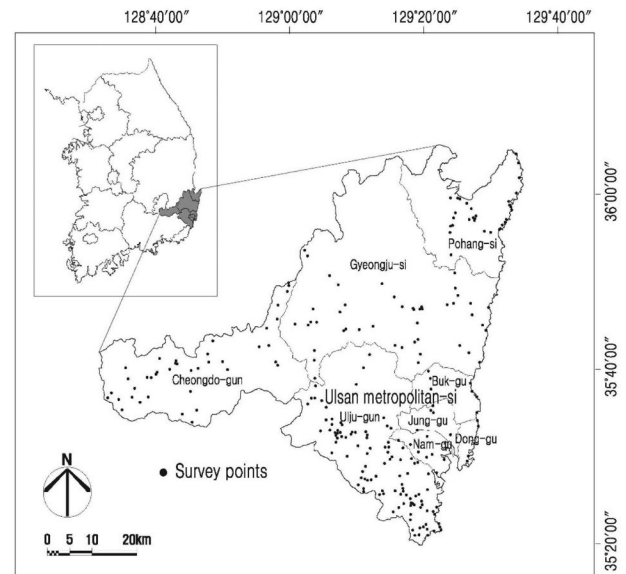 128°40′00″ 129°00′00″ 129°20′00″ 129°40′00″
36°00′00″
Pohang-si
Gyeongju-si
35°40′00″
Cheongdo-gun
Buk-gu
Ulsan metropolitan-si
Ulju-gun
Jung-gu
Nam-gu
Dong-gu
N
Survey points
0 5 10 20km
35°20′00″